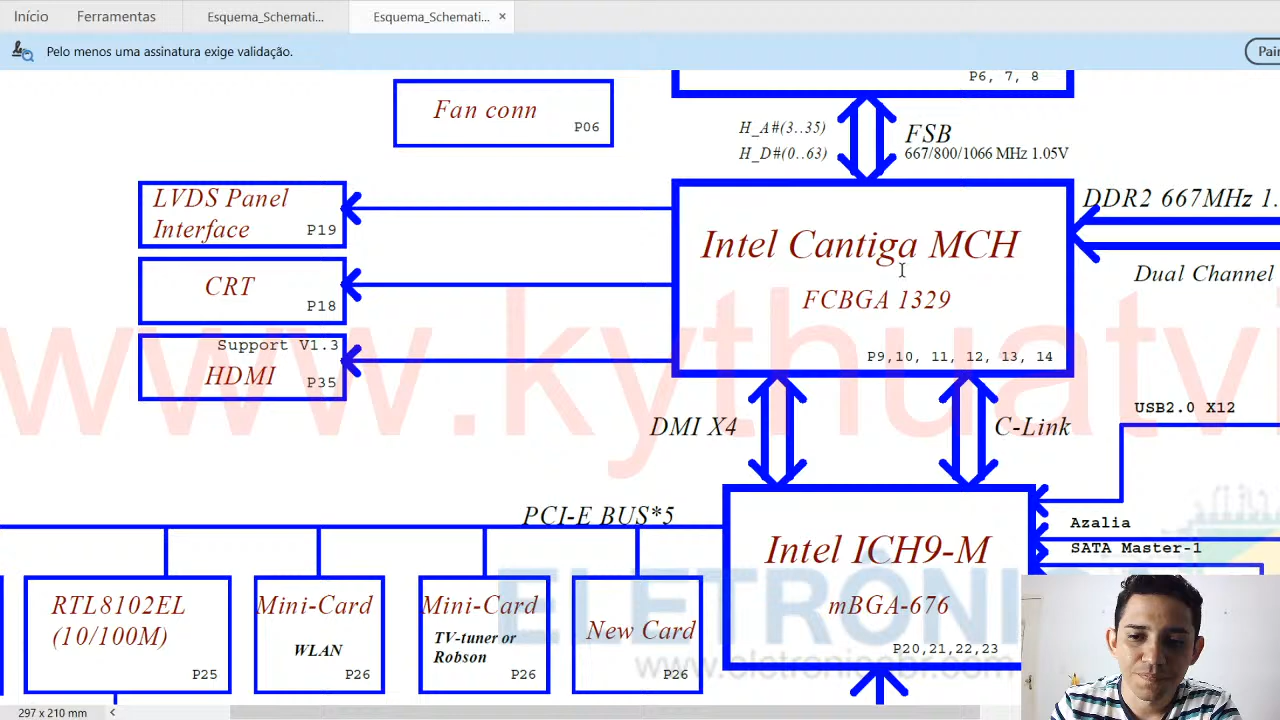 Início
Ferramentas
Esquema_Schemati...
Esquema_Schemati... ×
Pelo menos uma assinatura exige validação.
P6, 7, 8
Fan conn
P06
H_A#(3..35)
H_D#(0..63)
FSB
667/800/1066 MHz 1.05V
LVDS Panel
Interface
P19
CRT
P18
Support V1.3
HDMI
P35
Intel Cantiga MCH
FCBGA 1329
P9,10, 11, 12, 13, 14
DDR2 667MHz 1.
Dual Channel
www.kythuatv
DMI X4
C-Link
USB2.0 X12
PCI-E BUS*5
Azalia
SATA Master-1
Intel ICH9-M
mBGA-676
P20,21,22,23
RTL8102EL
(10/100M)
P25
Mini-Card
WLAN
P26
Mini-Card
TV-tuner or
Robson
P26
New Card
P26
297 x 210 mm